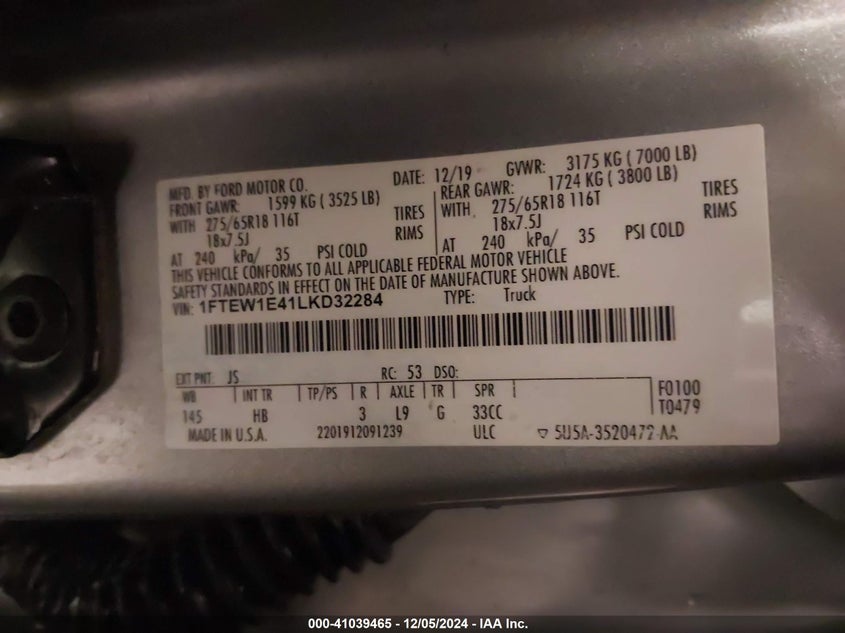 MFD. BY FORD MOTOR CO. DATE: 12/19 GVWR: 3175 KG ( 7000 LB)
FRONT GAWR: 1599 KG ( 3525 LB) REAR GAWR: 1724 KG ( 3800 LB)
WITH 275/65R18 116T TIRES WITH 275/65R18 116T TIRES
18x7.5J RIMS 18x7.5J RIMS
AT 240 kPa/ 35 PSI COLD AT 240 kPa/ 35 PSI COLD
THIS VEHICLE CONFORMS TO ALL APPLICABLE FEDERAL MOTOR VEHICLE
SAFETY STANDARDS IN EFFECT ON THE DATE OF MANUFACTURE SHOWN ABOVE.
VIN: 1FTEW1E41LKD32284 TYPE: Truck
EXT PNT: JS RC: 53 DSO:
WB INT TR TP/PS R AXLE TR SPR F0100
145 HB 3 L9 G 33CC T0479
MADE IN U.S.A. 2201912091239 ULC 5U5A-3520472-AA
000-41039465 - 12/05/2024 - IAA Inc.